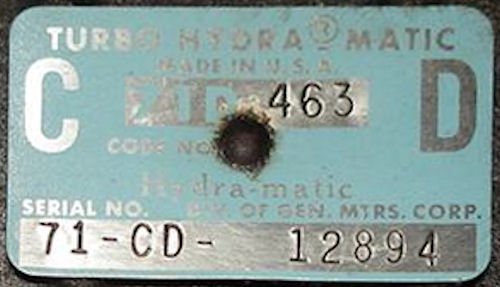 TURBO HYDRA-MATIC
MADE IN U.S.A.
463
C D
CODE NO.
Hydra-matic
SERIAL NO. DIV. OF GEN. MTRS. CORP.
71-CD- 12894